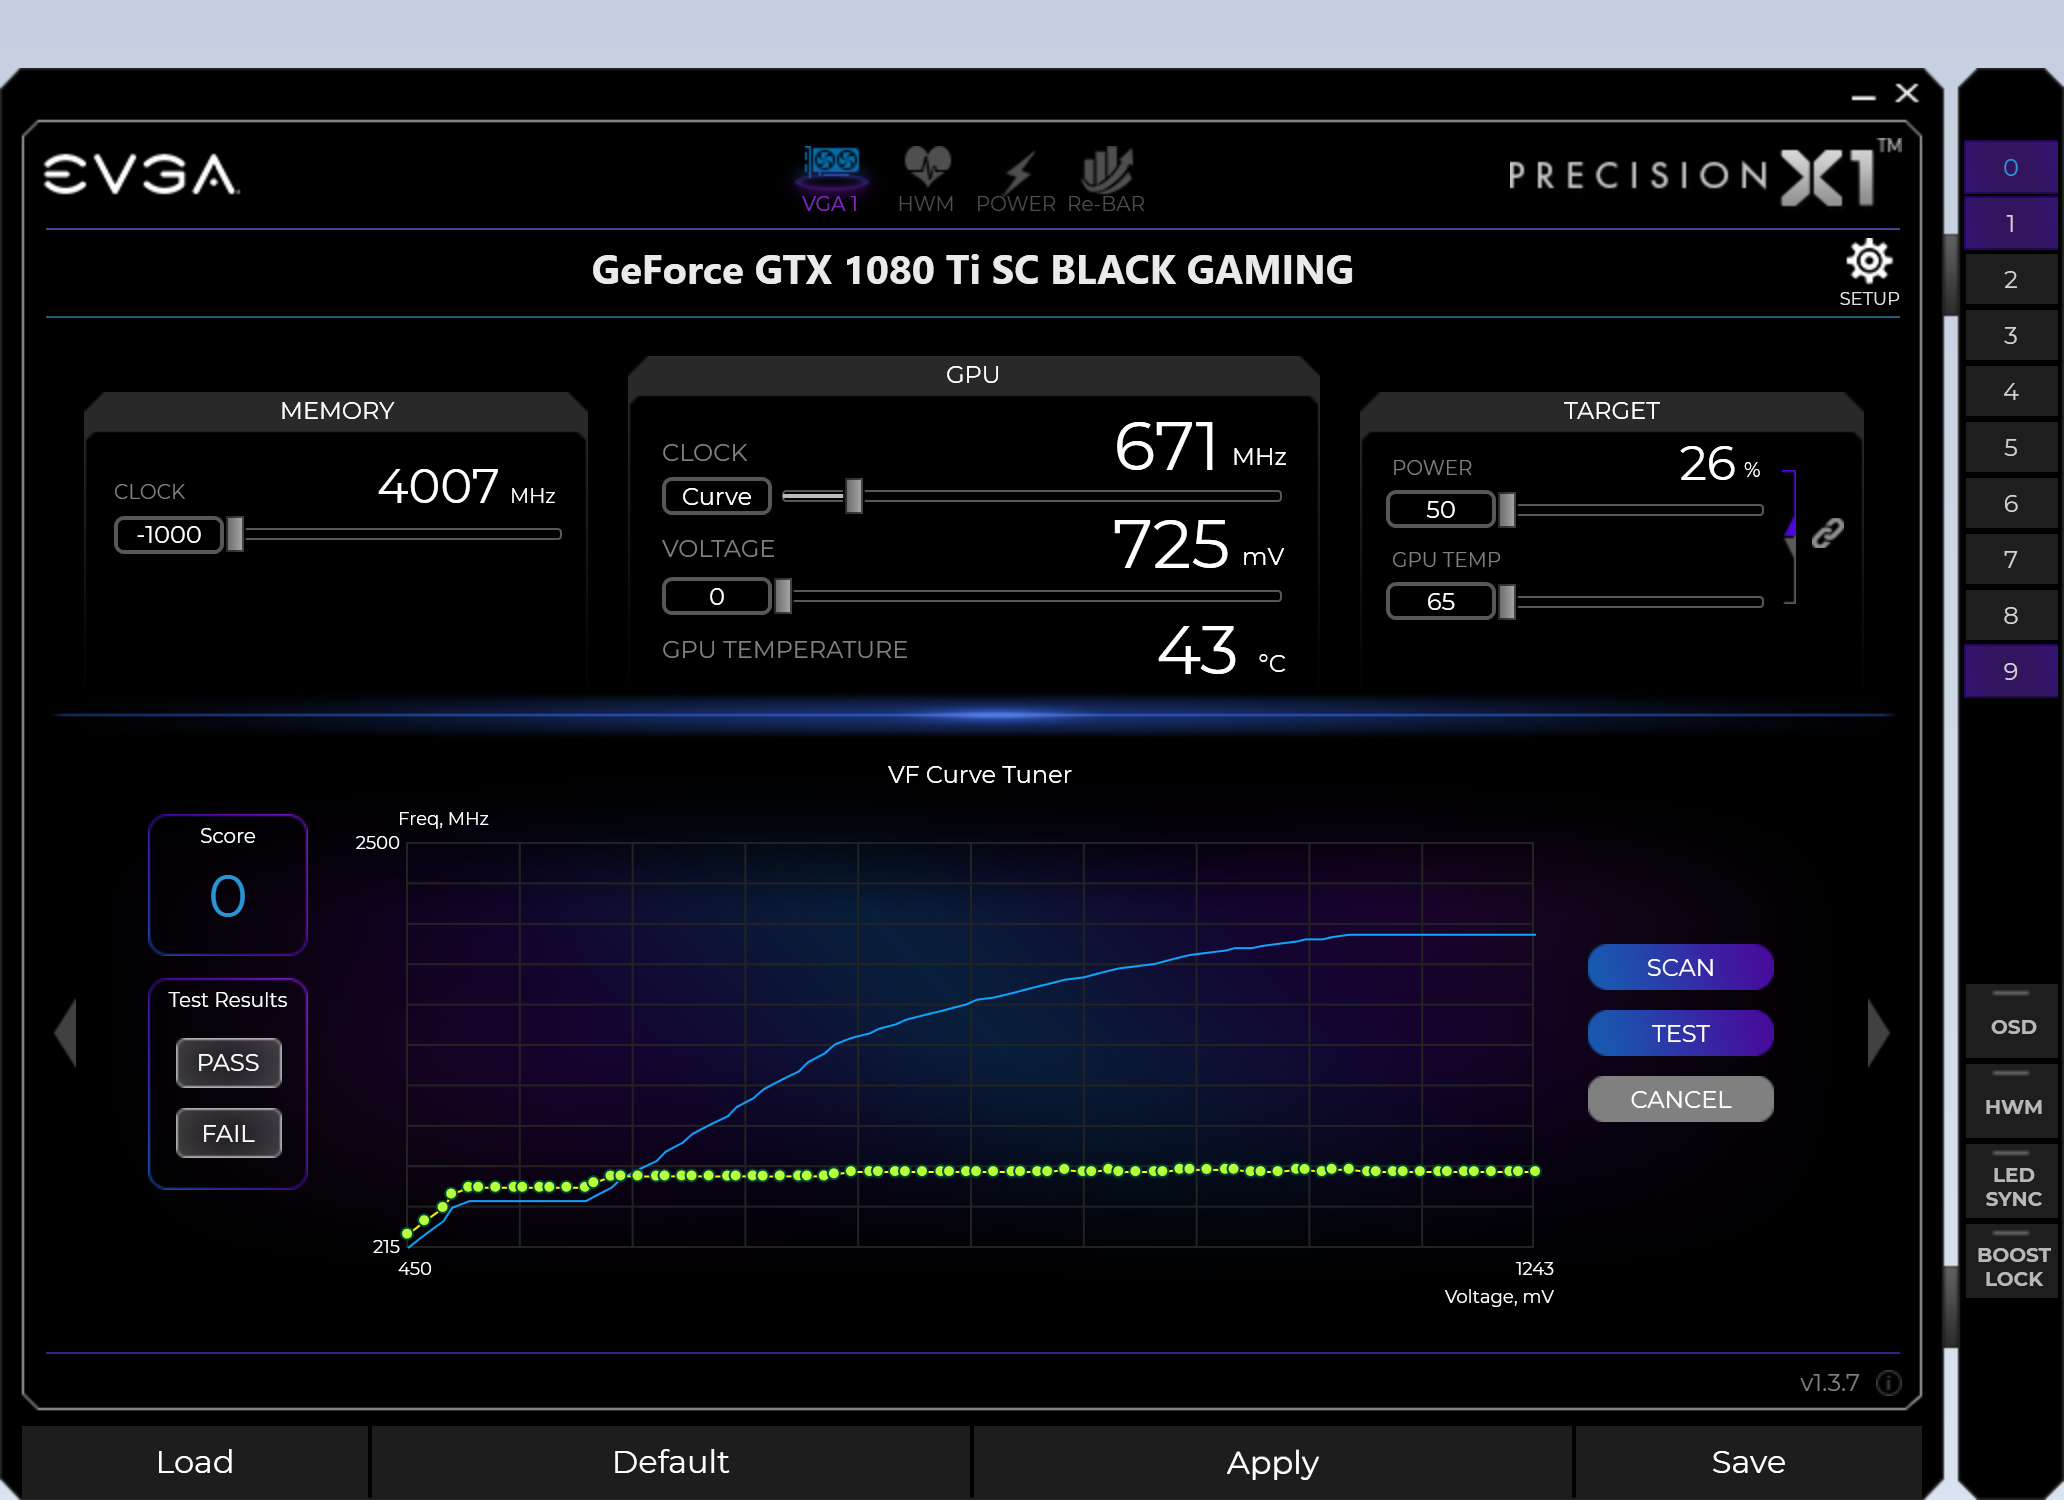 EVGA
VGA 1
HWM
POWER
Re-BAR
PRECISION X1™
GeForce GTX 1080 Ti SC BLACK GAMING
SETUP
MEMORY
CLOCK
4007 MHz
-1000
GPU
CLOCK
671 MHz
Curve
VOLTAGE
725 mV
0
GPU TEMPERATURE
43 °C
TARGET
POWER
26 %
50
GPU TEMP
65
VF Curve Tuner
Score
0
Test Results
PASS
FAIL
Freq, MHz
2500
215
450
1243
Voltage, mV
SCAN
TEST
CANCEL
v1.3.7
Load
Default
Apply
Save
0
1
2
3
4
5
6
7
8
9
OSD
HWM
LED
SYNC
BOOST
LOCK